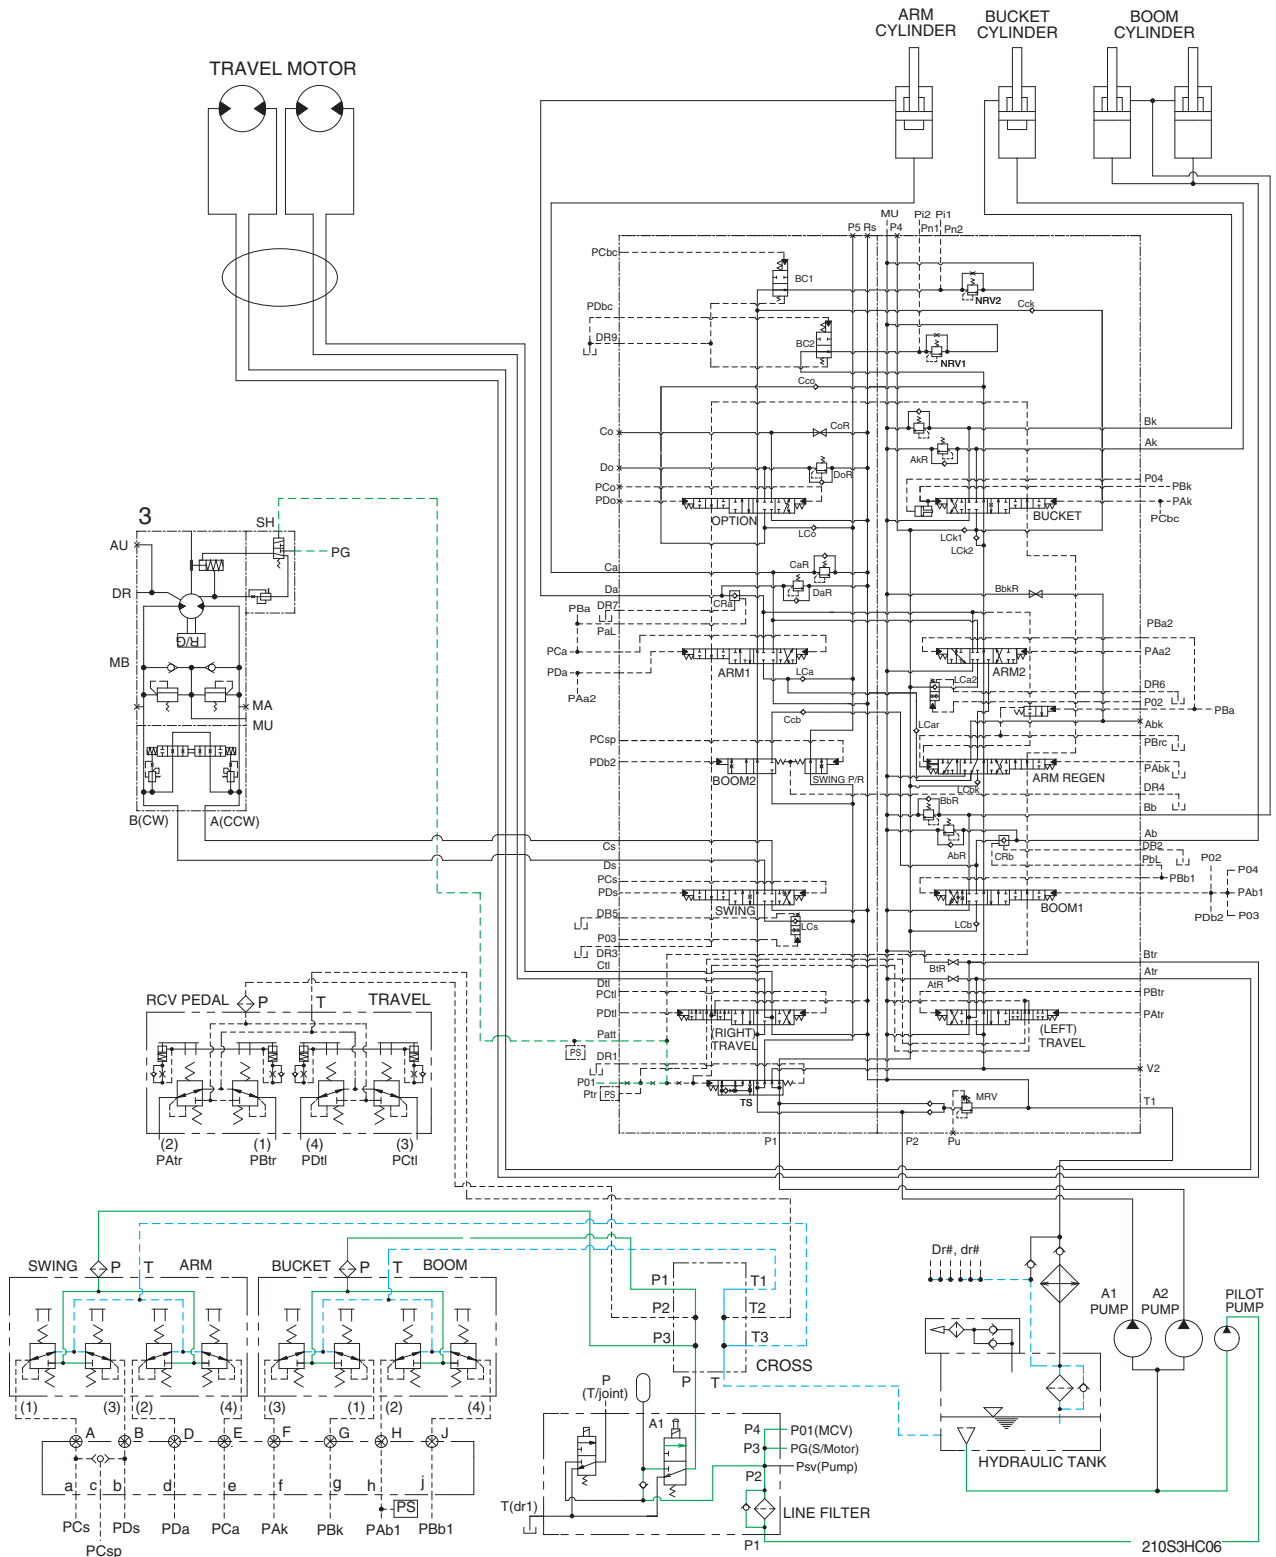 ARM
CYLINDER
BUCKET
CYLINDER
BOOM
CYLINDER
TRAVEL MOTOR
MU
Pi2 Pi1
P5 Rs
P4
Pn1
Pn2
PCbc
BC1
NRV2
PDbc
Cck
DR9
BC2
NRV1
Cco
Co
CoR
Bk
Ak
Do
DoR
AkR
P04
PCo
PBk
PDo
PAk
OPTION
BUCKET
PCbc
LCo
LCk1
LCk2
3
SH
AU
PG
DR
R/G
MB
MA
MU
B(CW)
A(CCW)
Ca
CaR
Da
DaR
BbkR
PBa
DR7
CRa
PaL
PBa2
PCa
PAa2
PDa
ARM1
ARM2
PAa2
LCa
LCa2
DR6
P02
PBa
Ccb
LCar
Abk
PCsp
PBrc
PDb2
PAbk
BOOM2
SWING P/R
ARM REGEN
LCbk
DR4
BbR
Bb
Cs
AbR
CRb
Ab
DR2
Ds
PbL
P02
PCs
PBb1
P04
PDs
PAb1
SWING
BOOM1
PDb2
P03
DR5
LCs
LCb
P03
DR3
Ctl
BtR
Btr
Dtl
AtR
Atr
PCtl
PBtr
PDtl
PAtr
(RIGHT)
TRAVEL
(LEFT)
TRAVEL
Patt
PS
DR1
V2
P01
Ptr
PS
TS
MRV
T1
P1
P2
Pu
RCV PEDAL
P
T
TRAVEL
(2)
(1)
(4)
(3)
PAtr
PBtr
PDtl
PCtl
SWING
P
T
ARM
BUCKET
P
T
BOOM
(1)
(3)
(2)
(4)
(3)
(1)
(2)
(4)
A
B
D
E
F
G
H
J
a
c
b
d
e
f
g
h
j
PS
PCs
PDs
PDa
PCa
PAk
PBk
PAb1
PBb1
PCsp
P1
T1
P2
T2
P3
T3
CROSS
P
T
P
(T/joint)
A1
P4
P01(MCV)
P3
PG(S/Motor)
Psv(Pump)
P2
T(dr1)
LINE FILTER
P1
Dr#, dr#
A1
PUMP
A2
PUMP
PILOT
PUMP
HYDRAULIC TANK
210S3HC06